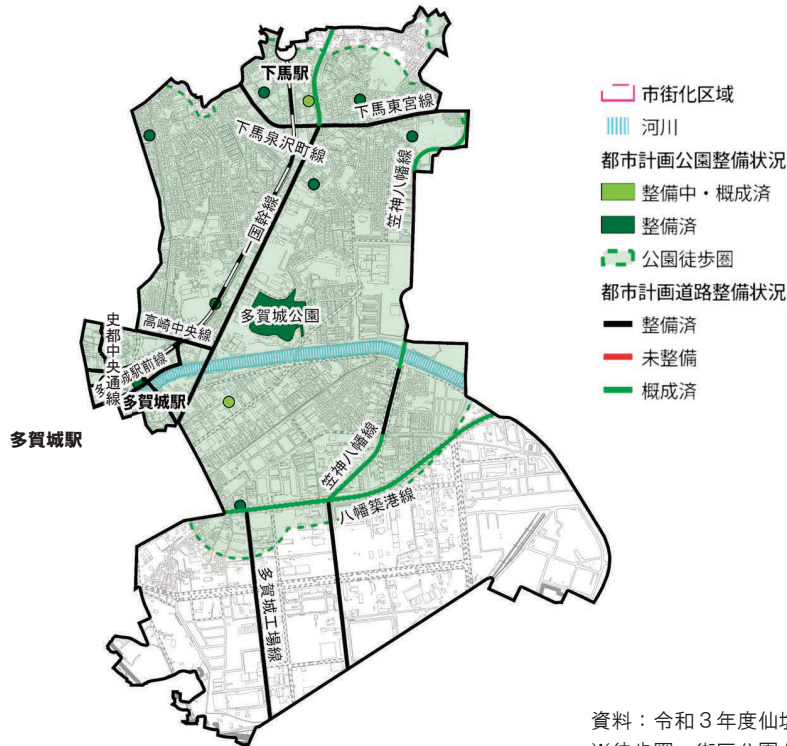 下馬駅
下馬東宮線
下馬泉沢町線
笠神八幡線
一国幹線
多賀城公園
高崎中央線
史都中央通線
城駅前線
多賀城駅
多賀城駅
笠神八幡線
八幡築港線
多賀城工場線
市街化区域
河川
都市計画公園整備状況
整備中・概成済
整備済
公園徒歩圏
都市計画道路整備状況
整備済
未整備
概成済
資料：令和３年度仙